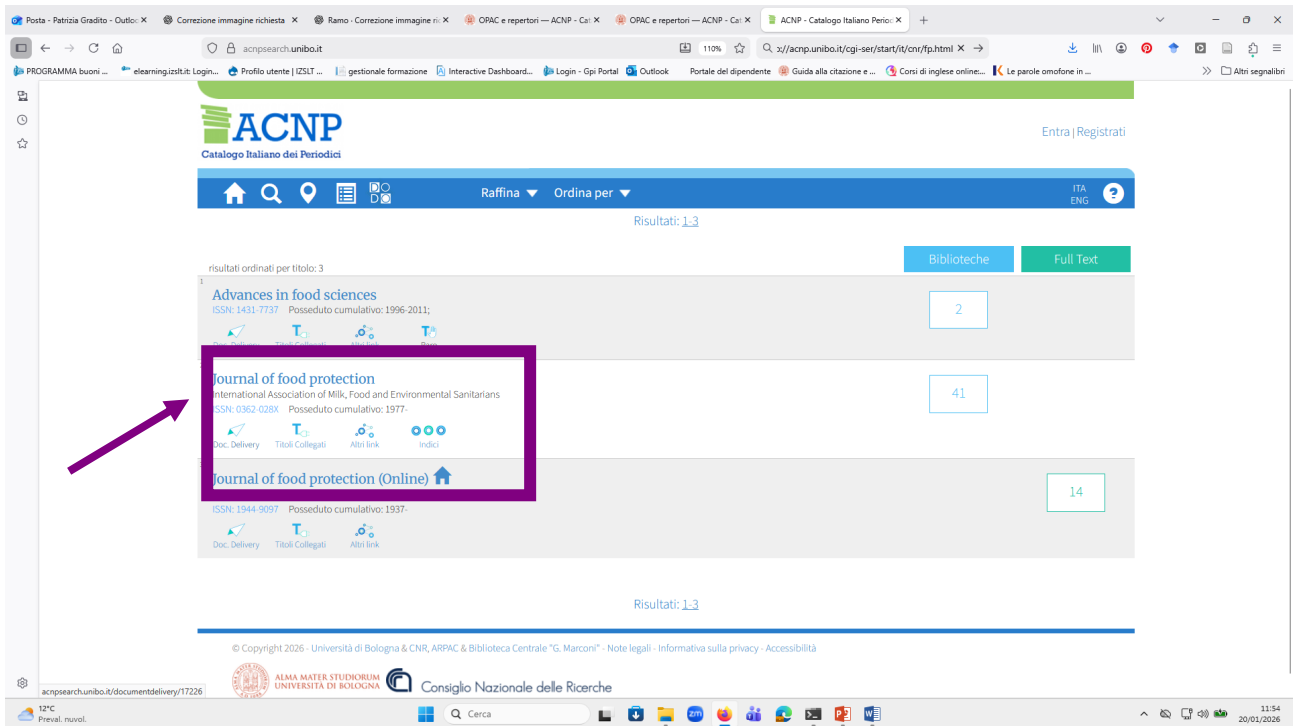 Posta - Patrizia Gradito - Outloo
Correzione immagine richiesta
Ramo · Correzione immagine ri
OPAC e repertori — ACNP - Cat
OPAC e repertori — ACNP - Cat
ACNP - Catalogo Italiano Period
acnpsearch.unibo.it
110%
://acnp.unibo.it/cgi-ser/start/it/cnr/fp.html
PROGRAMMA buoni ...
elearning.izslt.it: Login...
Profilo utente | IZSLT ...
gestionale formazione
Interactive Dashboard...
Login - Gpi Portal
Outlook
Portale del dipendente
Guida alla citazione e ...
Corsi di inglese online:...
Le parole omofone in ...
Altri segnalibri
ACNP
Catalogo Italiano dei Periodici
Entra | Registrati
DO
DO
Raffina
Ordina per
ITA
ENG
?
Risultati: 1-3
risultati ordinati per titolo: 3
Biblioteche
Full Text
1
Advances in food sciences
ISSN: 1431-7737 Posseduto cumulativo: 1996-2011;
2
Doc. Delivery Titoli Collegati Altri link
Journal of food protection
International Association of Milk, Food and Environmental Sanitarians
ISSN: 0362-028X Posseduto cumulativo: 1977-
41
Doc. Delivery Titoli Collegati Altri link Indici
Journal of food protection (Online)
ISSN: 1944-9097 Posseduto cumulativo: 1937-
14
Doc. Delivery Titoli Collegati Altri link
Risultati: 1-3
© Copyright 2026 - Università di Bologna & CNR, ARPAC & Biblioteca Centrale "G. Marconi" - Note legali - Informativa sulla privacy - Accessibilità
ALMA MATER STUDIORUM
UNIVERSITÀ DI BOLOGNA
Consiglio Nazionale delle Ricerche
acnpsearch.unibo.it/documentdelivery/17226
12°C
Preval. nuvol.
Cerca
zm
11:54
20/01/2026